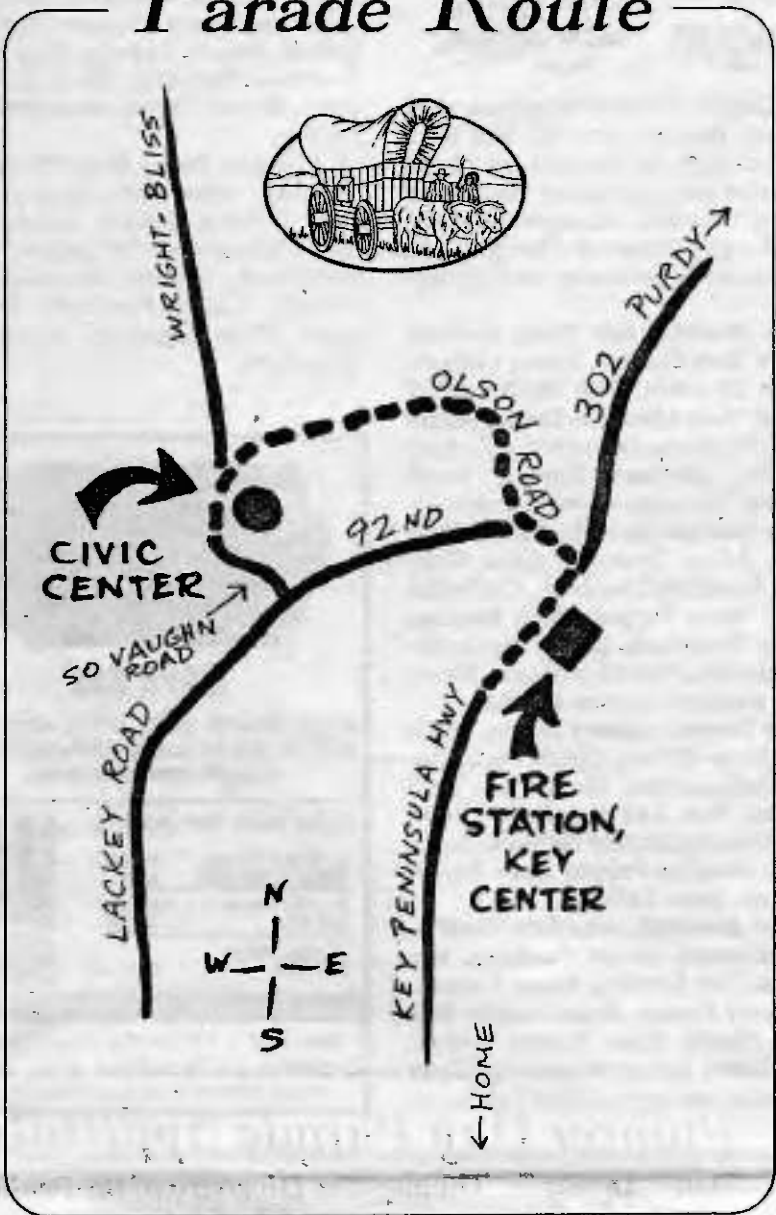 Parade Route
WRIGHT-BLISS
PURDY
302
OLSON ROAD
92ND
CIVIC
CENTER
SO VAUGHN
ROAD
LACKEY ROAD
KEY PENINSULA HWY
FIRE
STATION,
KEY
CENTER
N
W E
S
HOME